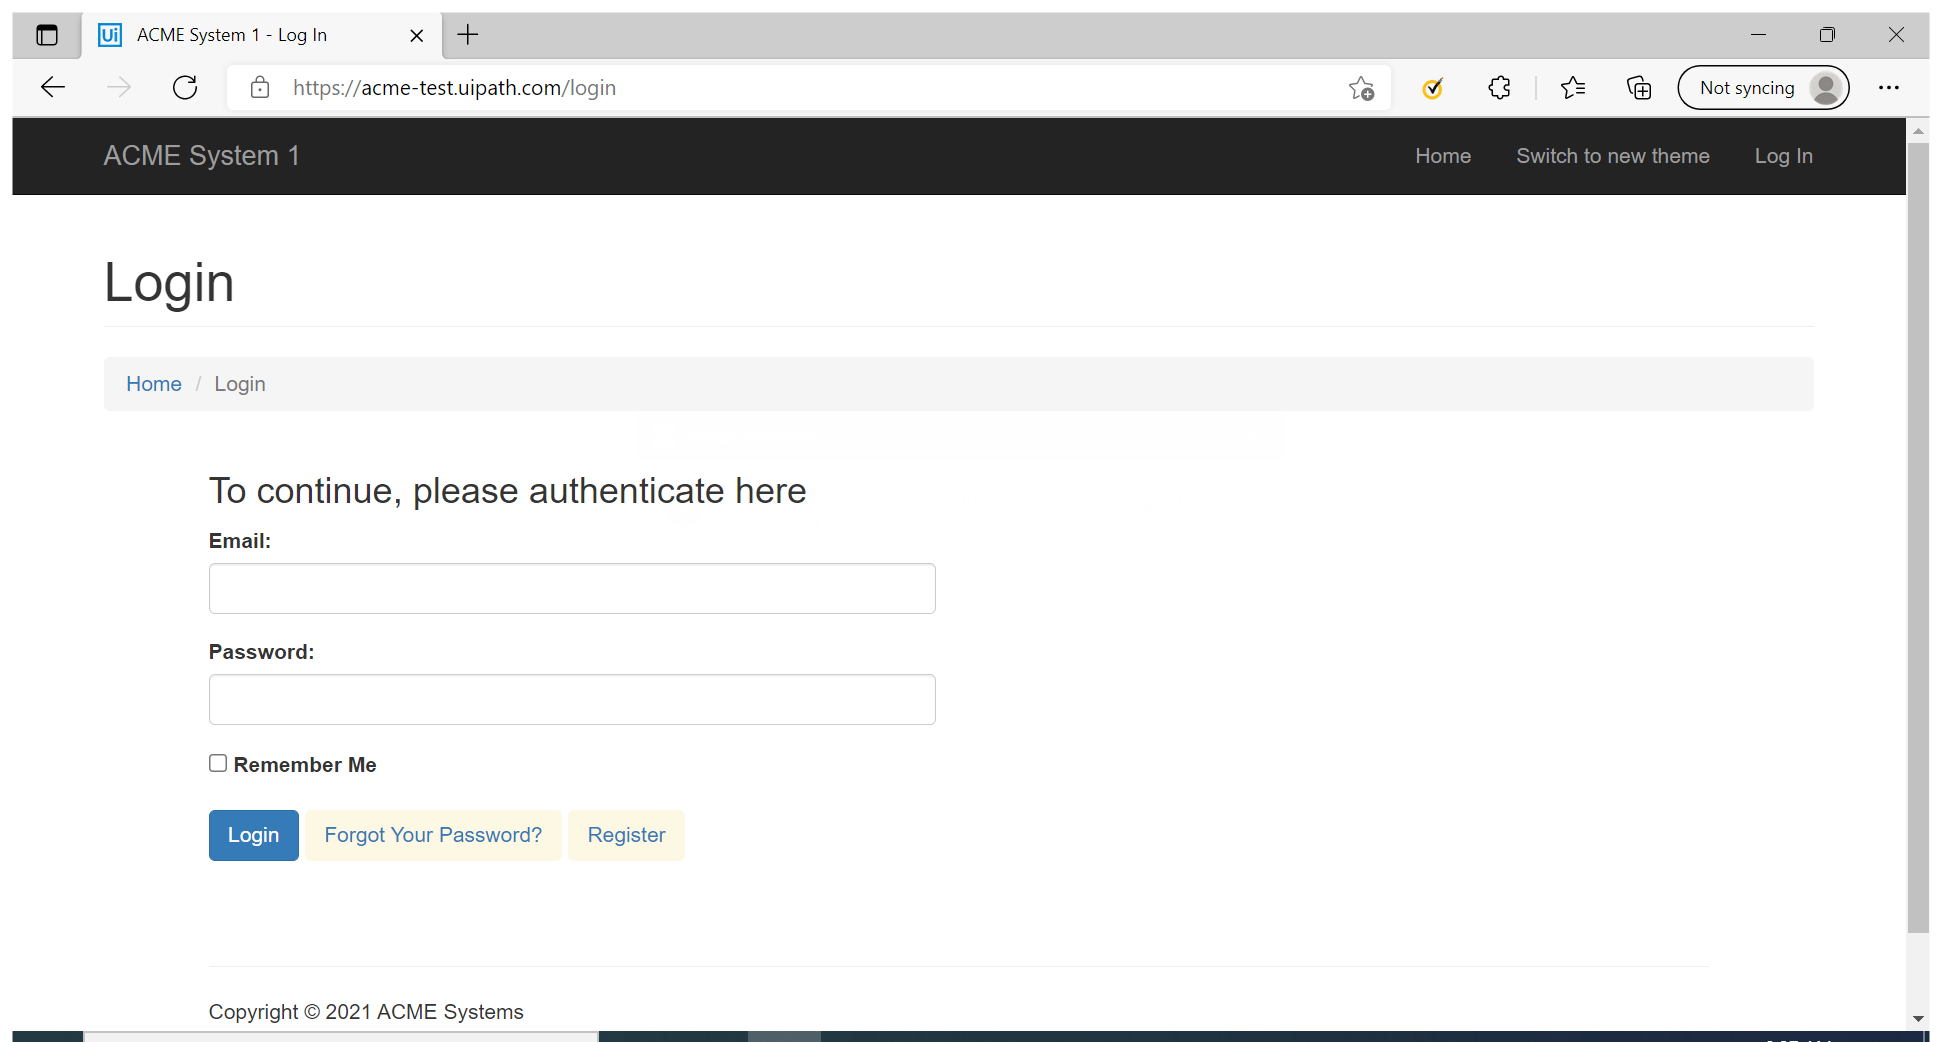 Ui ACME System 1 - Log In
https://acme-test.uipath.com/login
Not syncing
ACME System 1 Home Switch to new theme Log In
Login
Home / Login
To continue, please authenticate here
Email:
Password:
Remember Me
Login Forgot Your Password? Register
Copyright © 2021 ACME Systems